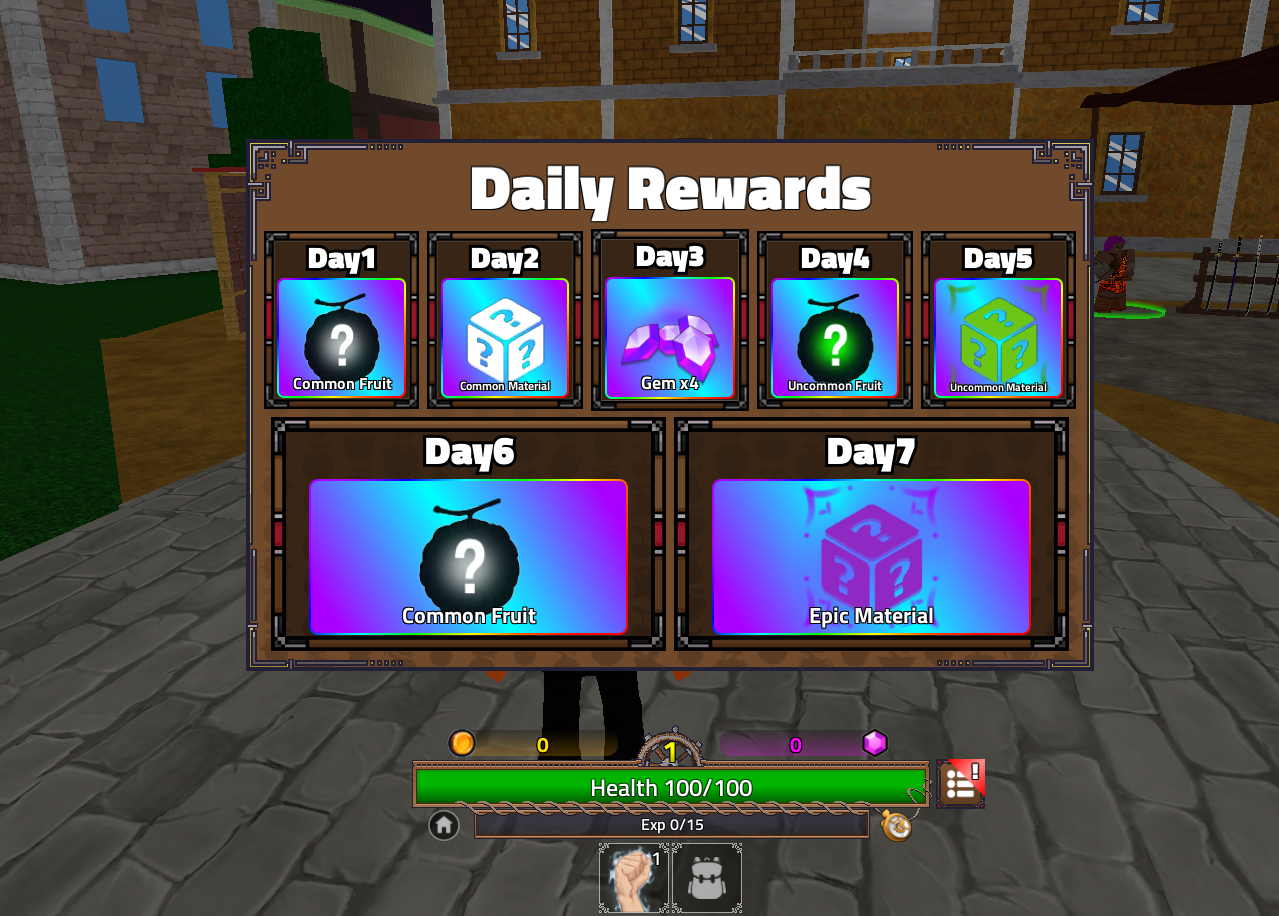 Daily Rewards
Day1
Day2
Day3
Day4
Day5
?
? ? ?
?
? ? ?
Common Fruit
Common Material
Gem x4
Uncommon Fruit
Uncommon Material
Day6
Day7
?
? ? ?
Common Fruit
Epic Material
0
1
0
Health 100/100
!
Exp 0/15
1